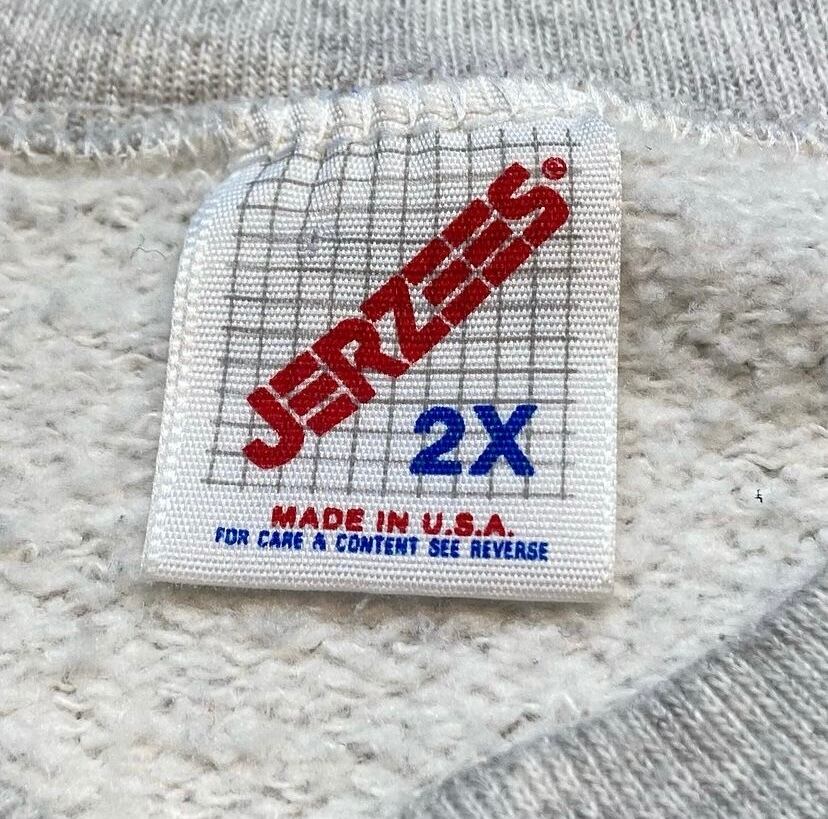 JERZEES®
2X
MADE IN U.S.A.
FOR CARE & CONTENT SEE REVERSE